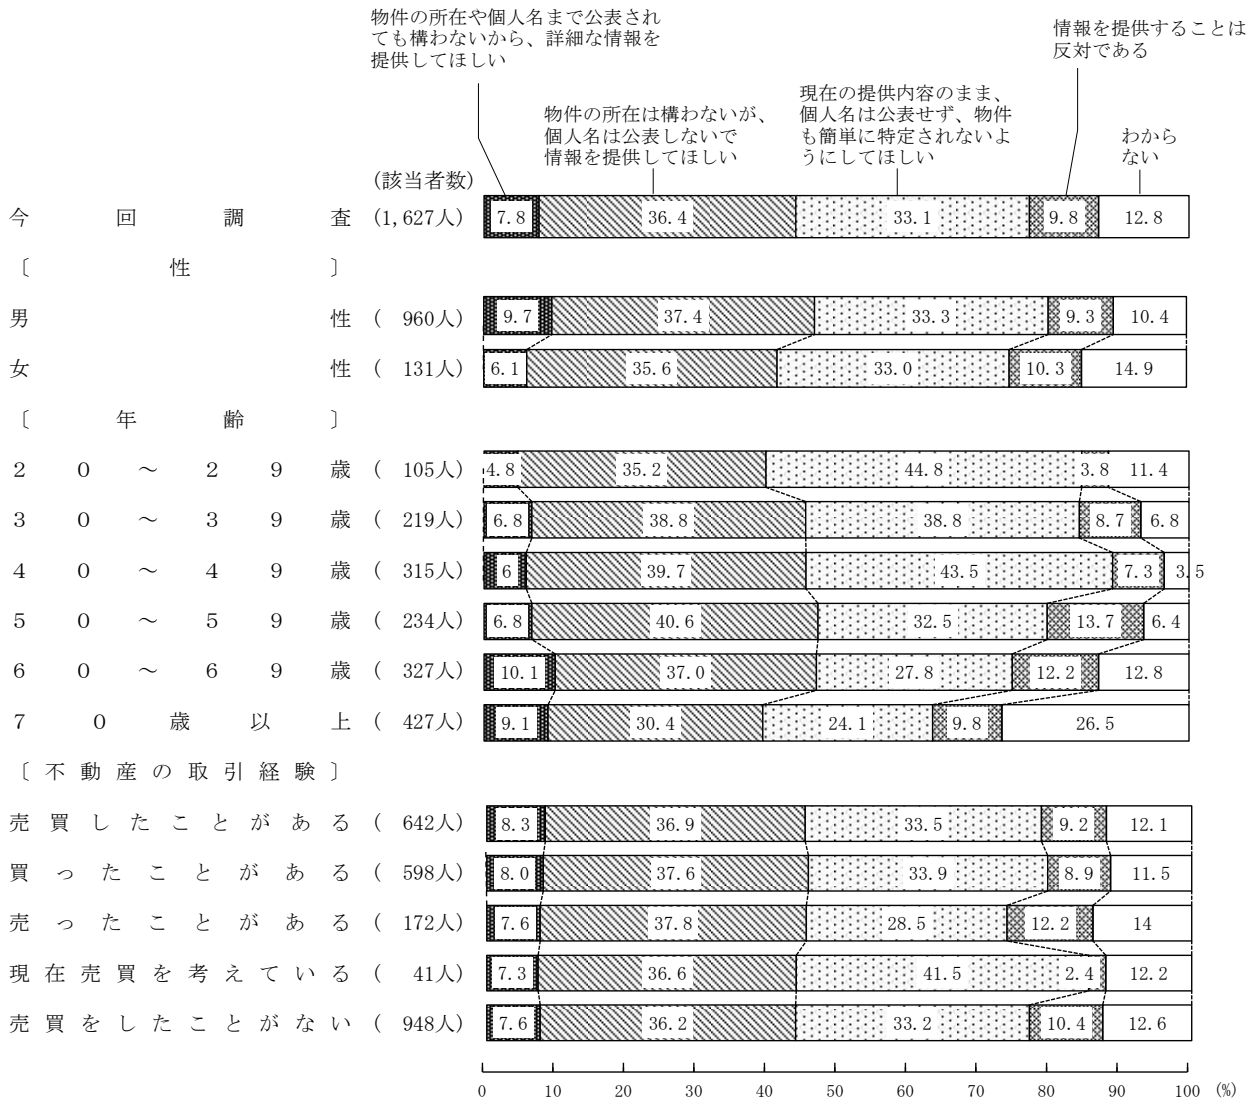 物件の所在や個人名まで公表され
ても構わないから、詳細な情報を
提供してほしい
情報を提供することは
反対である
物件の所在は構わないが、
個人名は公表しないで
情報を提供してほしい
現在の提供内容のまま、
個人名は公表せず、物件
も簡単に特定されないよ
うにしてほしい
わから
ない
(該当者数)
今回調査 (1,627人) 7.8 36.4 33.1 9.8 12.8
〔性〕
男性 ( 960人) 9.7 37.4 33.3 9.3 10.4
女性 ( 131人) 6.1 35.6 33.0 10.3 14.9
〔年齢〕
20～29歳 ( 105人) 4.8 35.2 44.8 3.8 11.4
30～39歳 ( 219人) 6.8 38.8 38.8 8.7 6.8
40～49歳 ( 315人) 6 39.7 43.5 7.3 3.5
50～59歳 ( 234人) 6.8 40.6 32.5 13.7 6.4
60～69歳 ( 327人) 10.1 37.0 27.8 12.2 12.8
70歳以上 ( 427人) 9.1 30.4 24.1 9.8 26.5
〔不動産の取引経験〕
売買したことがある ( 642人) 8.3 36.9 33.5 9.2 12.1
買ったことがある ( 598人) 8.0 37.6 33.9 8.9 11.5
売ったことがある ( 172人) 7.6 37.8 28.5 12.2 14
現在売買を考えている ( 41人) 7.3 36.6 41.5 2.4 12.2
売買をしたことがない ( 948人) 7.6 36.2 33.2 10.4 12.6
0 10 20 30 40 50 60 70 80 90 100 (%)